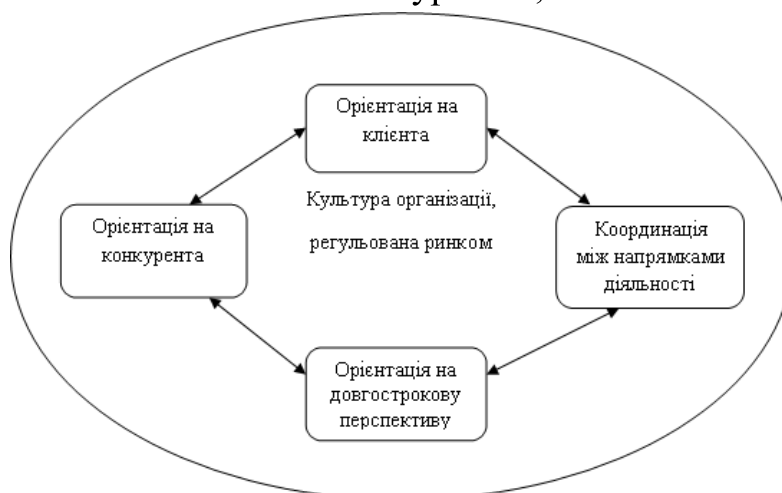 Орієнтація на
клієнта
Культура організації,
регульована ринком
Орієнтація на
конкурента
Координація
між напрямками
діяльності
Орієнтація на
довгострокову
перспективу